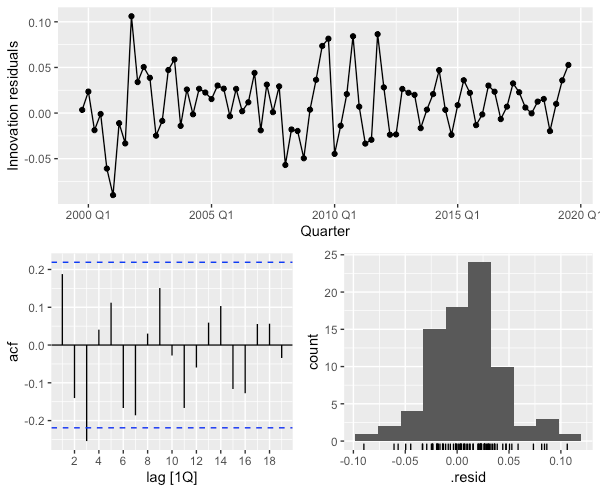 0.10
0.05
0.00
-0.05
Innovation residuals
2000 Q1 2005 Q1 2010 Q1 2015 Q1 2020 Q1
Quarter
0.2
0.1
0.0
-0.1
-0.2
acf
2 4 6 8 10 12 14 16 18
lag [1Q]
25
20
15
10
5
0
count
-0.10 -0.05 0.00 0.05 0.10
.resid